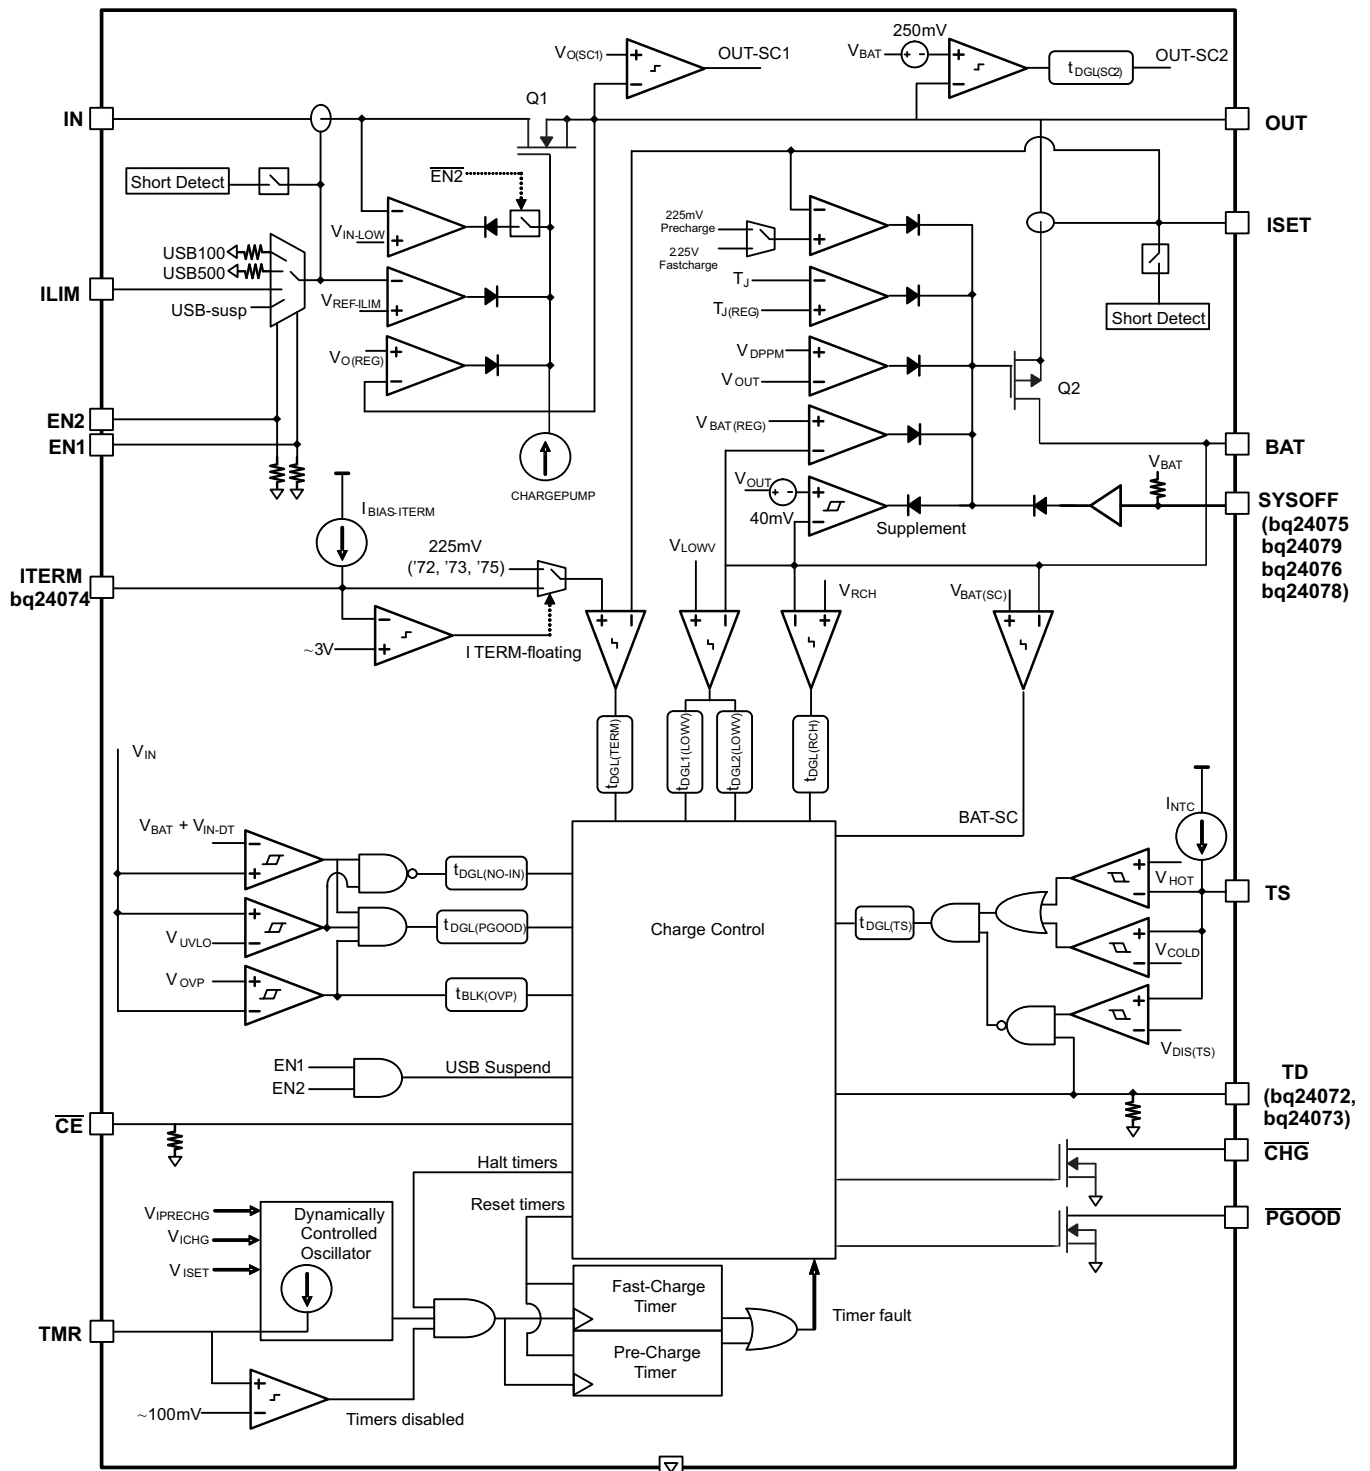 250mV
VO(SC1)
OUT-SC1
VBAT
tDGL(SC2)
OUT-SC2
Q1
IN
OUT
EN2
Short Detect
225mV
Precharge
2.25V
Fastcharge
ISET
VIN-LOW
USB100
USB500
ILIM
USB-susp
VREF-ILIM
TJ
TJ(REG)
Short Detect
VO(REG)
VDPPM
VOUT
Q2
EN2
EN1
VBAT(REG)
BAT
CHARGEPUMP
VOUT
40mV
Supplement
VBAT
SYSOFF
(bq24075
bq24079
bq24076
bq24078)
IBIAS-ITERM
225mV
('72, '73, '75)
VLOWV
ITERM
bq24074
VRCH
VBAT(SC)
~3V
I TERM-floating
tDGL(TERM)
tDGL1(LOWV)
tDGL2(LOWV)
tDGL(RCH)
VIN
BAT-SC
INTC
VBAT + VIN-DT
tDGL(NO-IN)
VHOT
TS
VUVLO
tDGL(PGOOD)
Charge Control
tDGL(TS)
VCOLD
VOVP
tBLK(OVP)
VDIS(TS)
EN1
EN2
USB Suspend
TD
(bq24072,
bq24073)
CE
CHG
Halt timers
Reset timers
PGOOD
VIPRECHG
VICHG
VISET
Dynamically
Controlled
Oscillator
Fast-Charge
Timer
Timer fault
TMR
Pre-Charge
Timer
~100mV
Timers disabled